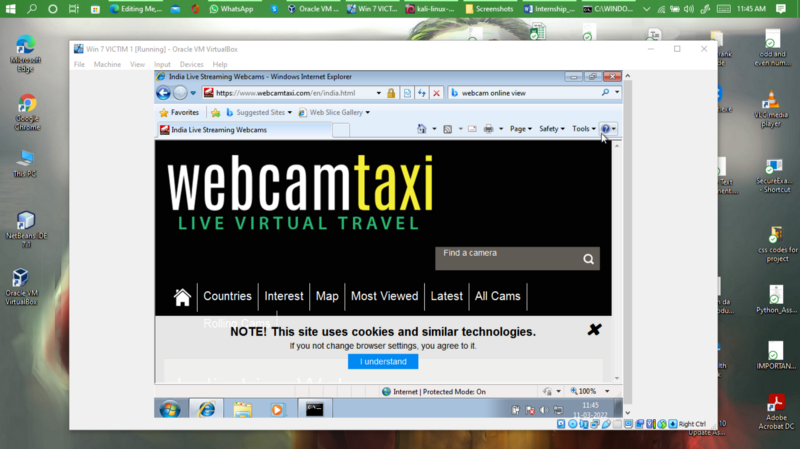 Editing Me,
WhatsApp
Oracle VM ...
Win 7 VICT...
kali-linux-
Screenshots
Internship_...
C:\WINDO...
11:45 AM
Win 7 VICTIM 1 [Running] - Oracle VM VirtualBox
File Machine View Input Devices Help
India Live Streaming Webcams - Windows Internet Explorer
https://www.webcamtaxi.com/en/india.html
webcam online view
Favorites
Suggested Sites
Web Slice Gallery
India Live Streaming Webcams
Page
Safety
Tools
webcamtaxi
LIVE VIRTUAL TRAVEL
Find a camera
Countries
Interest
Map
Most Viewed
Latest
All Cams
Rolling Cams
NOTE! This site uses cookies and similar technologies.
If you not change browser settings, you agree to it.
I understand
Internet | Protected Mode: On
100%
11:45
11-03-2022
Right Ctrl
Microsoft
Edge
Google
Chrome
This PC
NetBeans IDE
Oracle VM
VirtualBox
odd and
even num...
VLC media
player
SecureExa...
- Shortcut
css codes for
project
Python_Ass...
IMPORTAN...
Adobe
Acrobat DC